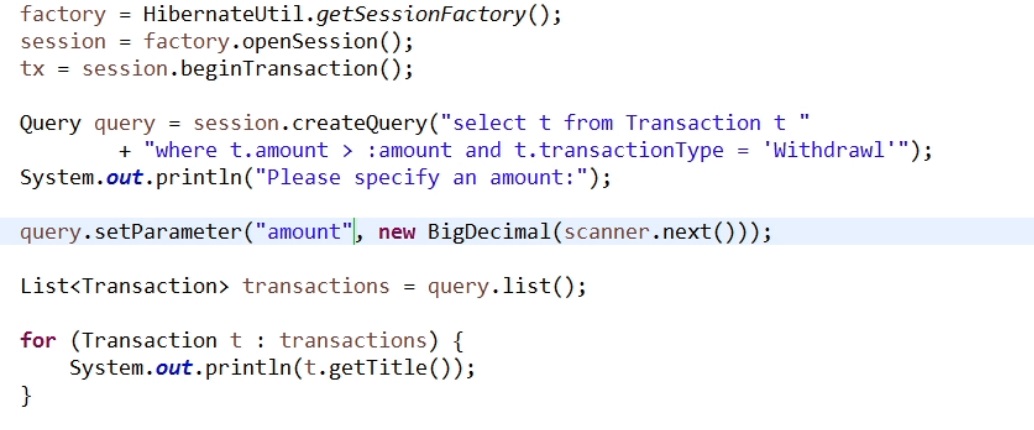 factory = HibernateUtil.getSessionFactory();
session = factory.openSession();
tx = session.beginTransaction();
Query query = session.createQuery("select t from Transaction t "
+ "where t.amount > :amount and t.transactionType = 'Withdrawl'");
System.out.println("Please specify an amount:");
query.setParameter("amount", new BigDecimal(scanner.next()));
List<Transaction> transactions = query.list();
for (Transaction t : transactions) {
System.out.println(t.getTitle());
}